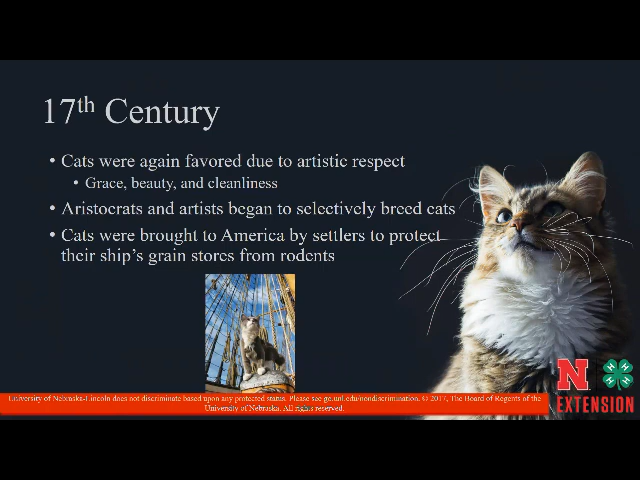 17th Century
• Cats were again favored due to artistic respect
• Grace, beauty, and cleanliness
• Aristocrats and artists began to selectively breed cats
• Cats were brought to America by settlers to protect
their ship's grain stores from rodents
N
H H H H
EXTENSION
University of Nebraska-Lincoln does not discriminate based upon any protected status. Please see go.unl.edu/nondiscrimination. © 2017, The Board of Regents of the
University of Nebraska. All rights reserved.